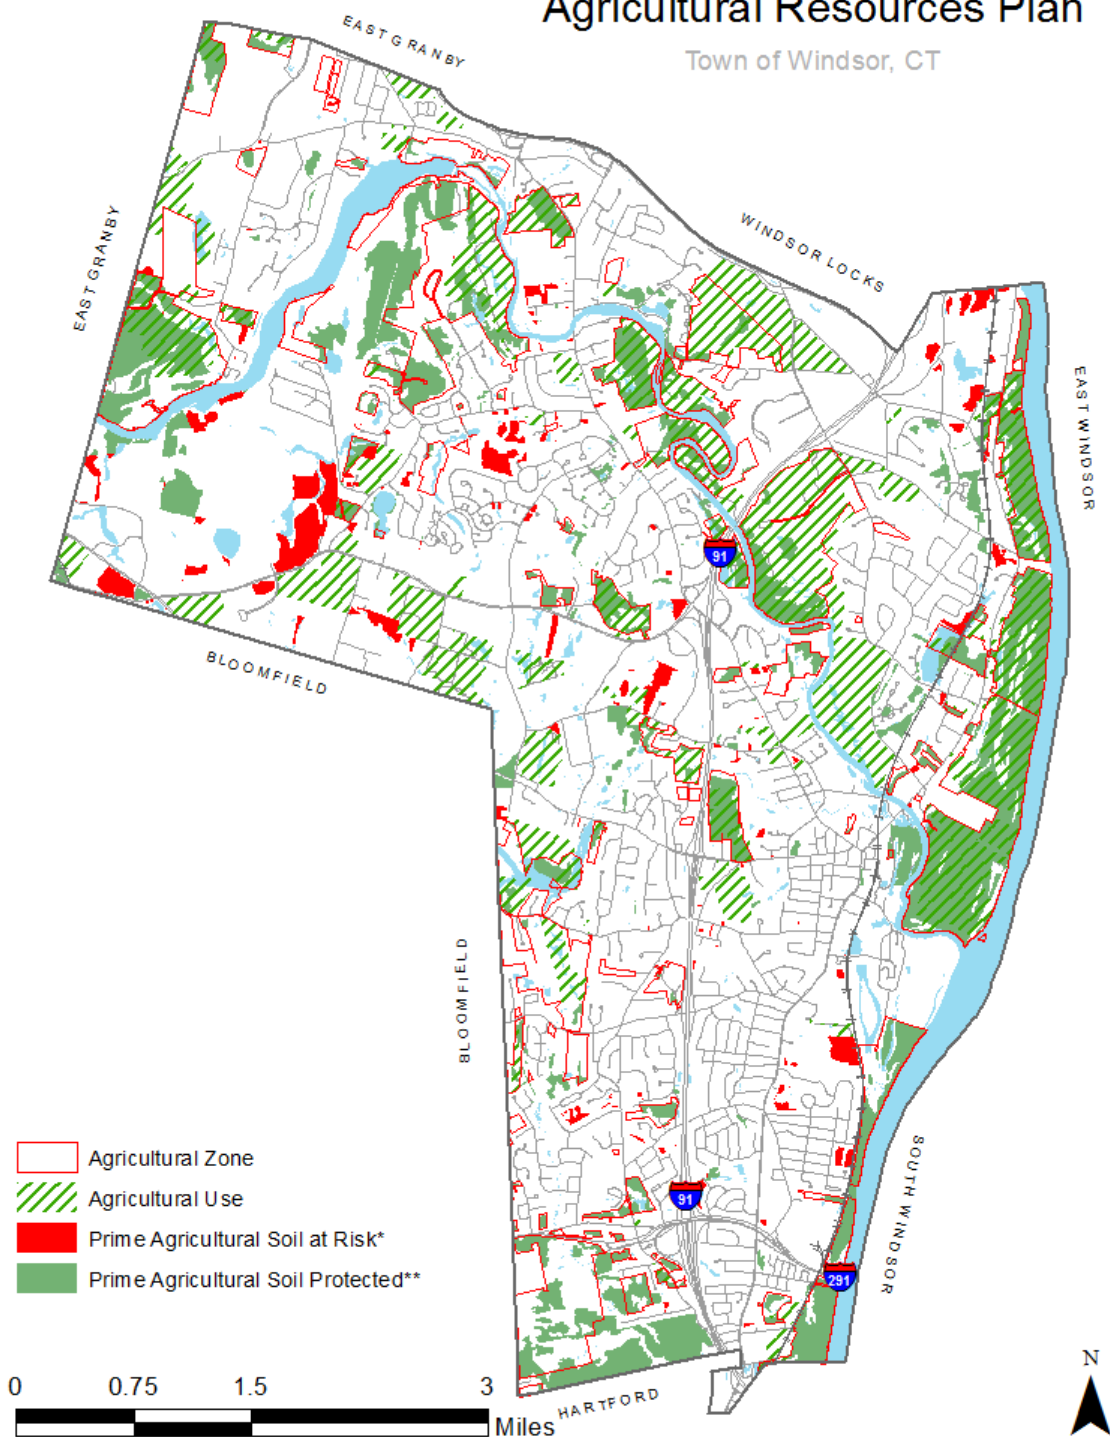 Agricultural Resources Plan
Town of Windsor, CT
EAST GRANBY
EAST GRANBY
WINDSOR LOCKS
EAST WINDSOR
91
BLOOMFIELD
BLOOMFIELD
SOUTH WINDSOR
Agricultural Zone
Agricultural Use
Prime Agricultural Soil at Risk*
Prime Agricultural Soil Protected**
91
291
HARTFORD
0 0.75 1.5 3
Miles
N